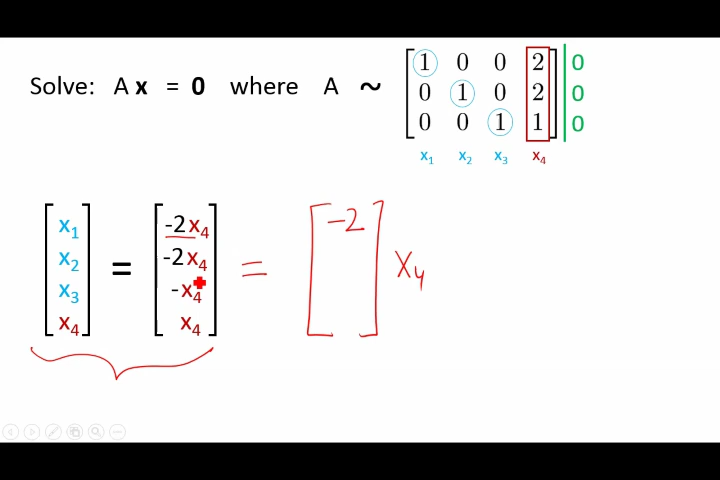 Solve: A x = 0 where A ~ [1 0 0 2] 0
[0 1 0 2] 0
[0 0 1 1] 0
x₁ x₂ x₃ x₄
[x₁] = [-2x₄] = [-2] x₄
[x₂] [-2x₄]
[x₃] [-x₄]
[x₄] [x₄]